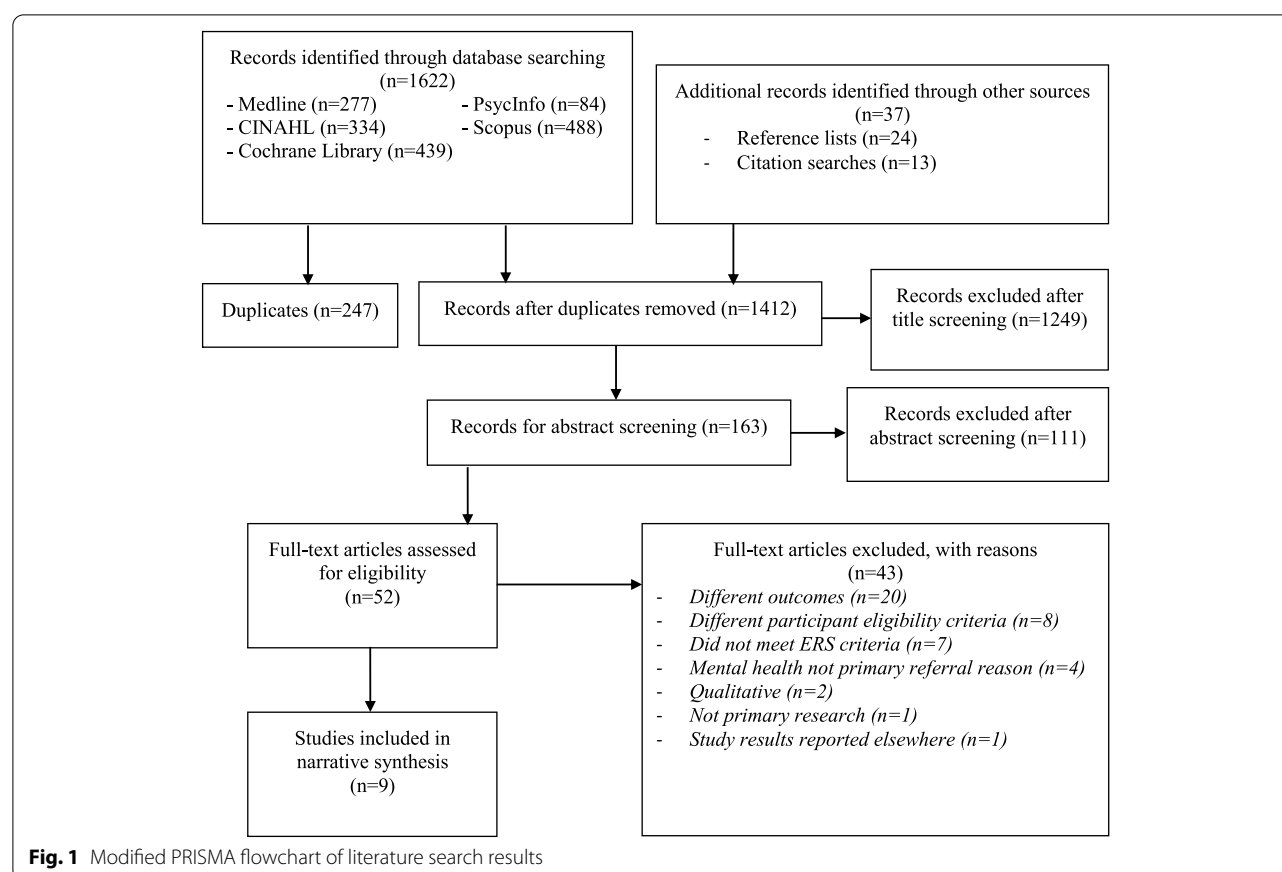 Records identified through database searching
(n=1622)
- Medline (n=277) - PsycInfo (n=84)
- CINAHL (n=334) - Scopus (n=488)
- Cochrane Library (n=439)
Additional records identified through other sources
(n=37)
- Reference lists (n=24)
- Citation searches (n=13)
Duplicates (n=247)
Records after duplicates removed (n=1412)
Records excluded after
title screening (n=1249)
Records for abstract screening (n=163)
Records excluded after
abstract screening (n=111)
Full-text articles assessed
for eligibility
(n=52)
Full-text articles excluded, with reasons
(n=43)
- Different outcomes (n=20)
- Different participant eligibility criteria (n=8)
- Did not meet ERS criteria (n=7)
- Mental health not primary referral reason (n=4)
- Qualitative (n=2)
- Not primary research (n=1)
- Study results reported elsewhere (n=1)
Studies included in
narrative synthesis
(n=9)
Fig. 1 Modified PRISMA flowchart of literature search results